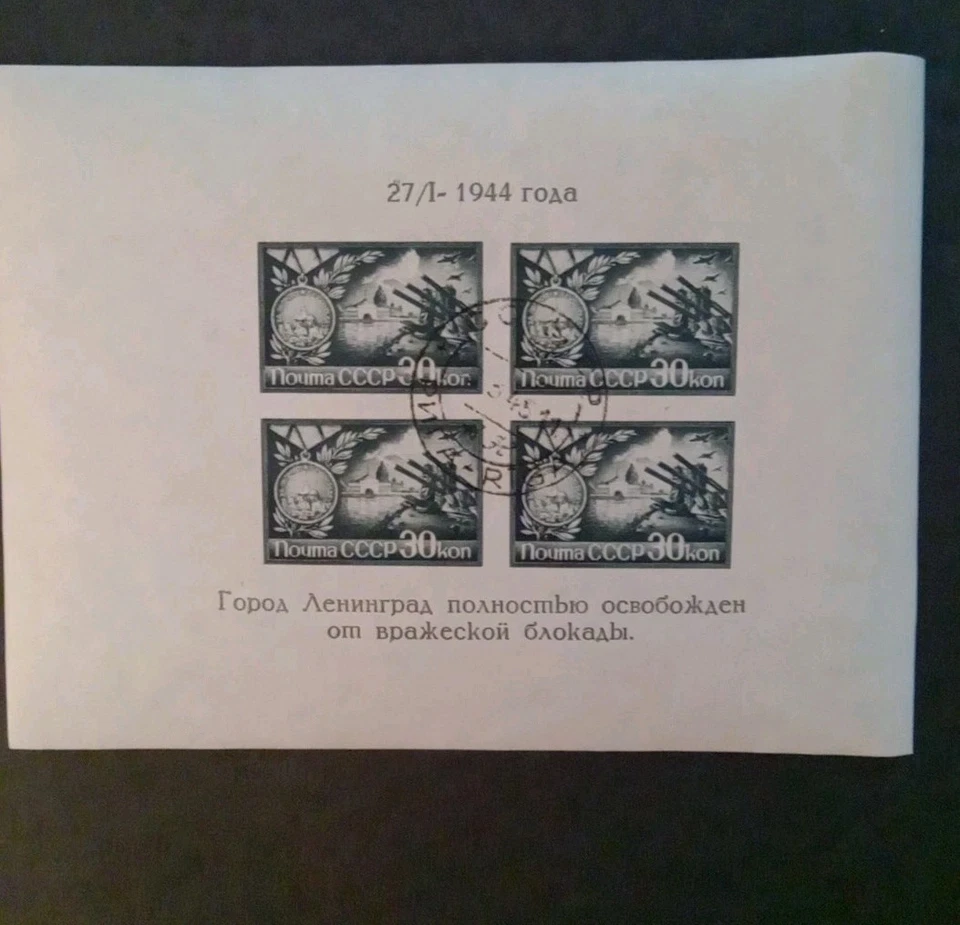 27/I- 1944 года
Почта СССР 30 коп
Почта СССР 30 коп
Почта СССР 30 коп
Почта СССР 30 коп
45
Город Ленинград полностью освобожден
от вражеской блокады.